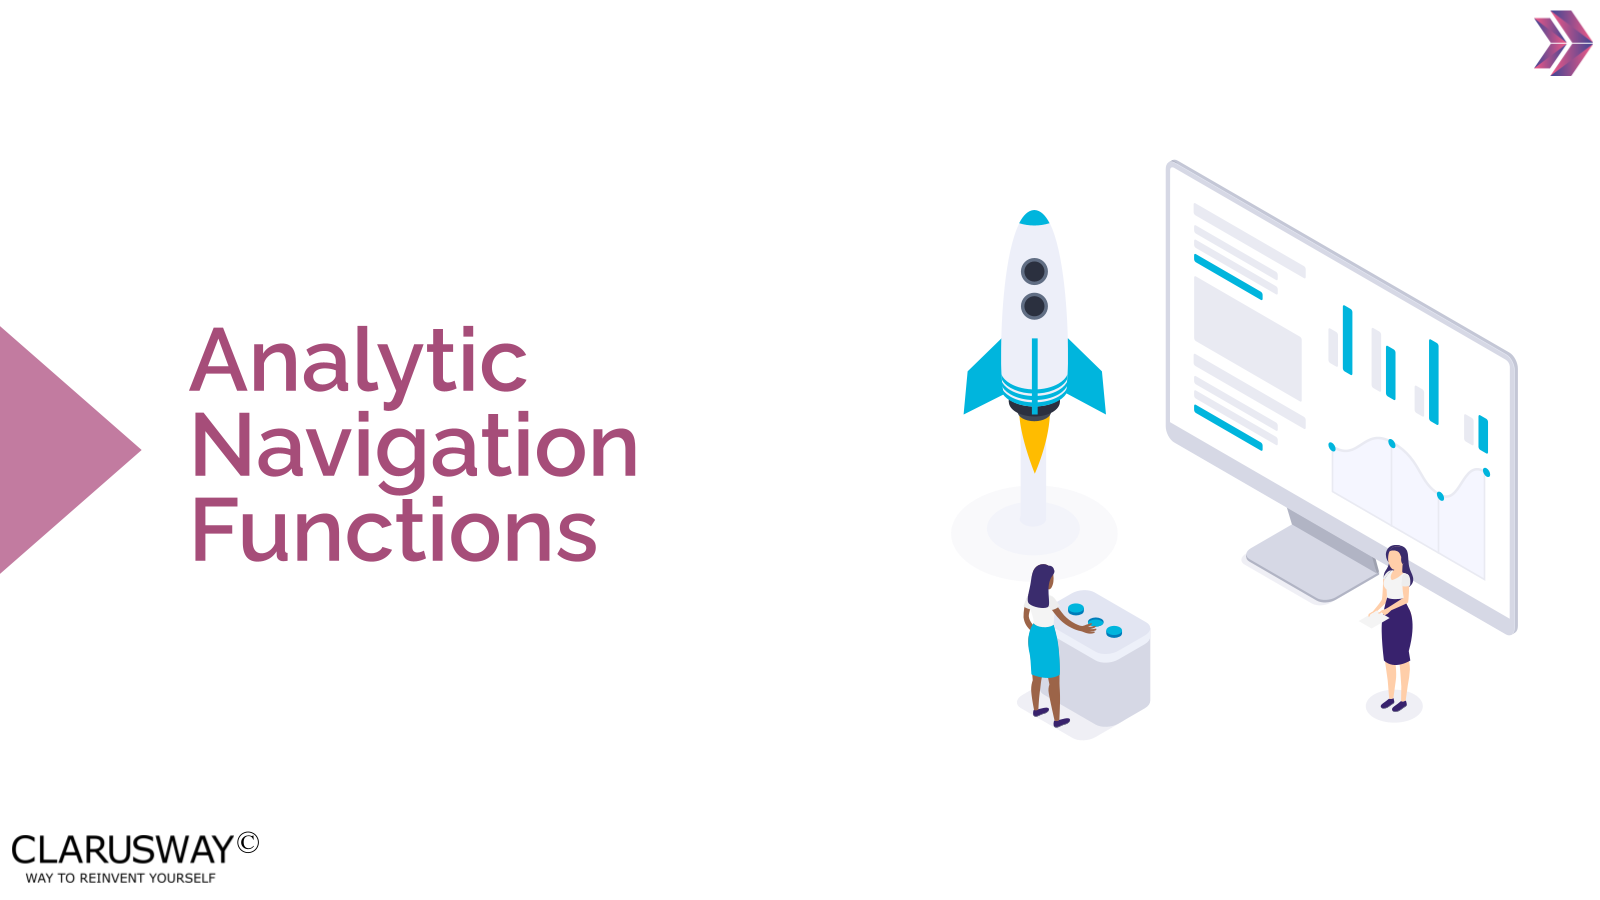 Analytic
Navigation
Functions
CLARUSWAY©
WAY TO REINVENT YOURSELF